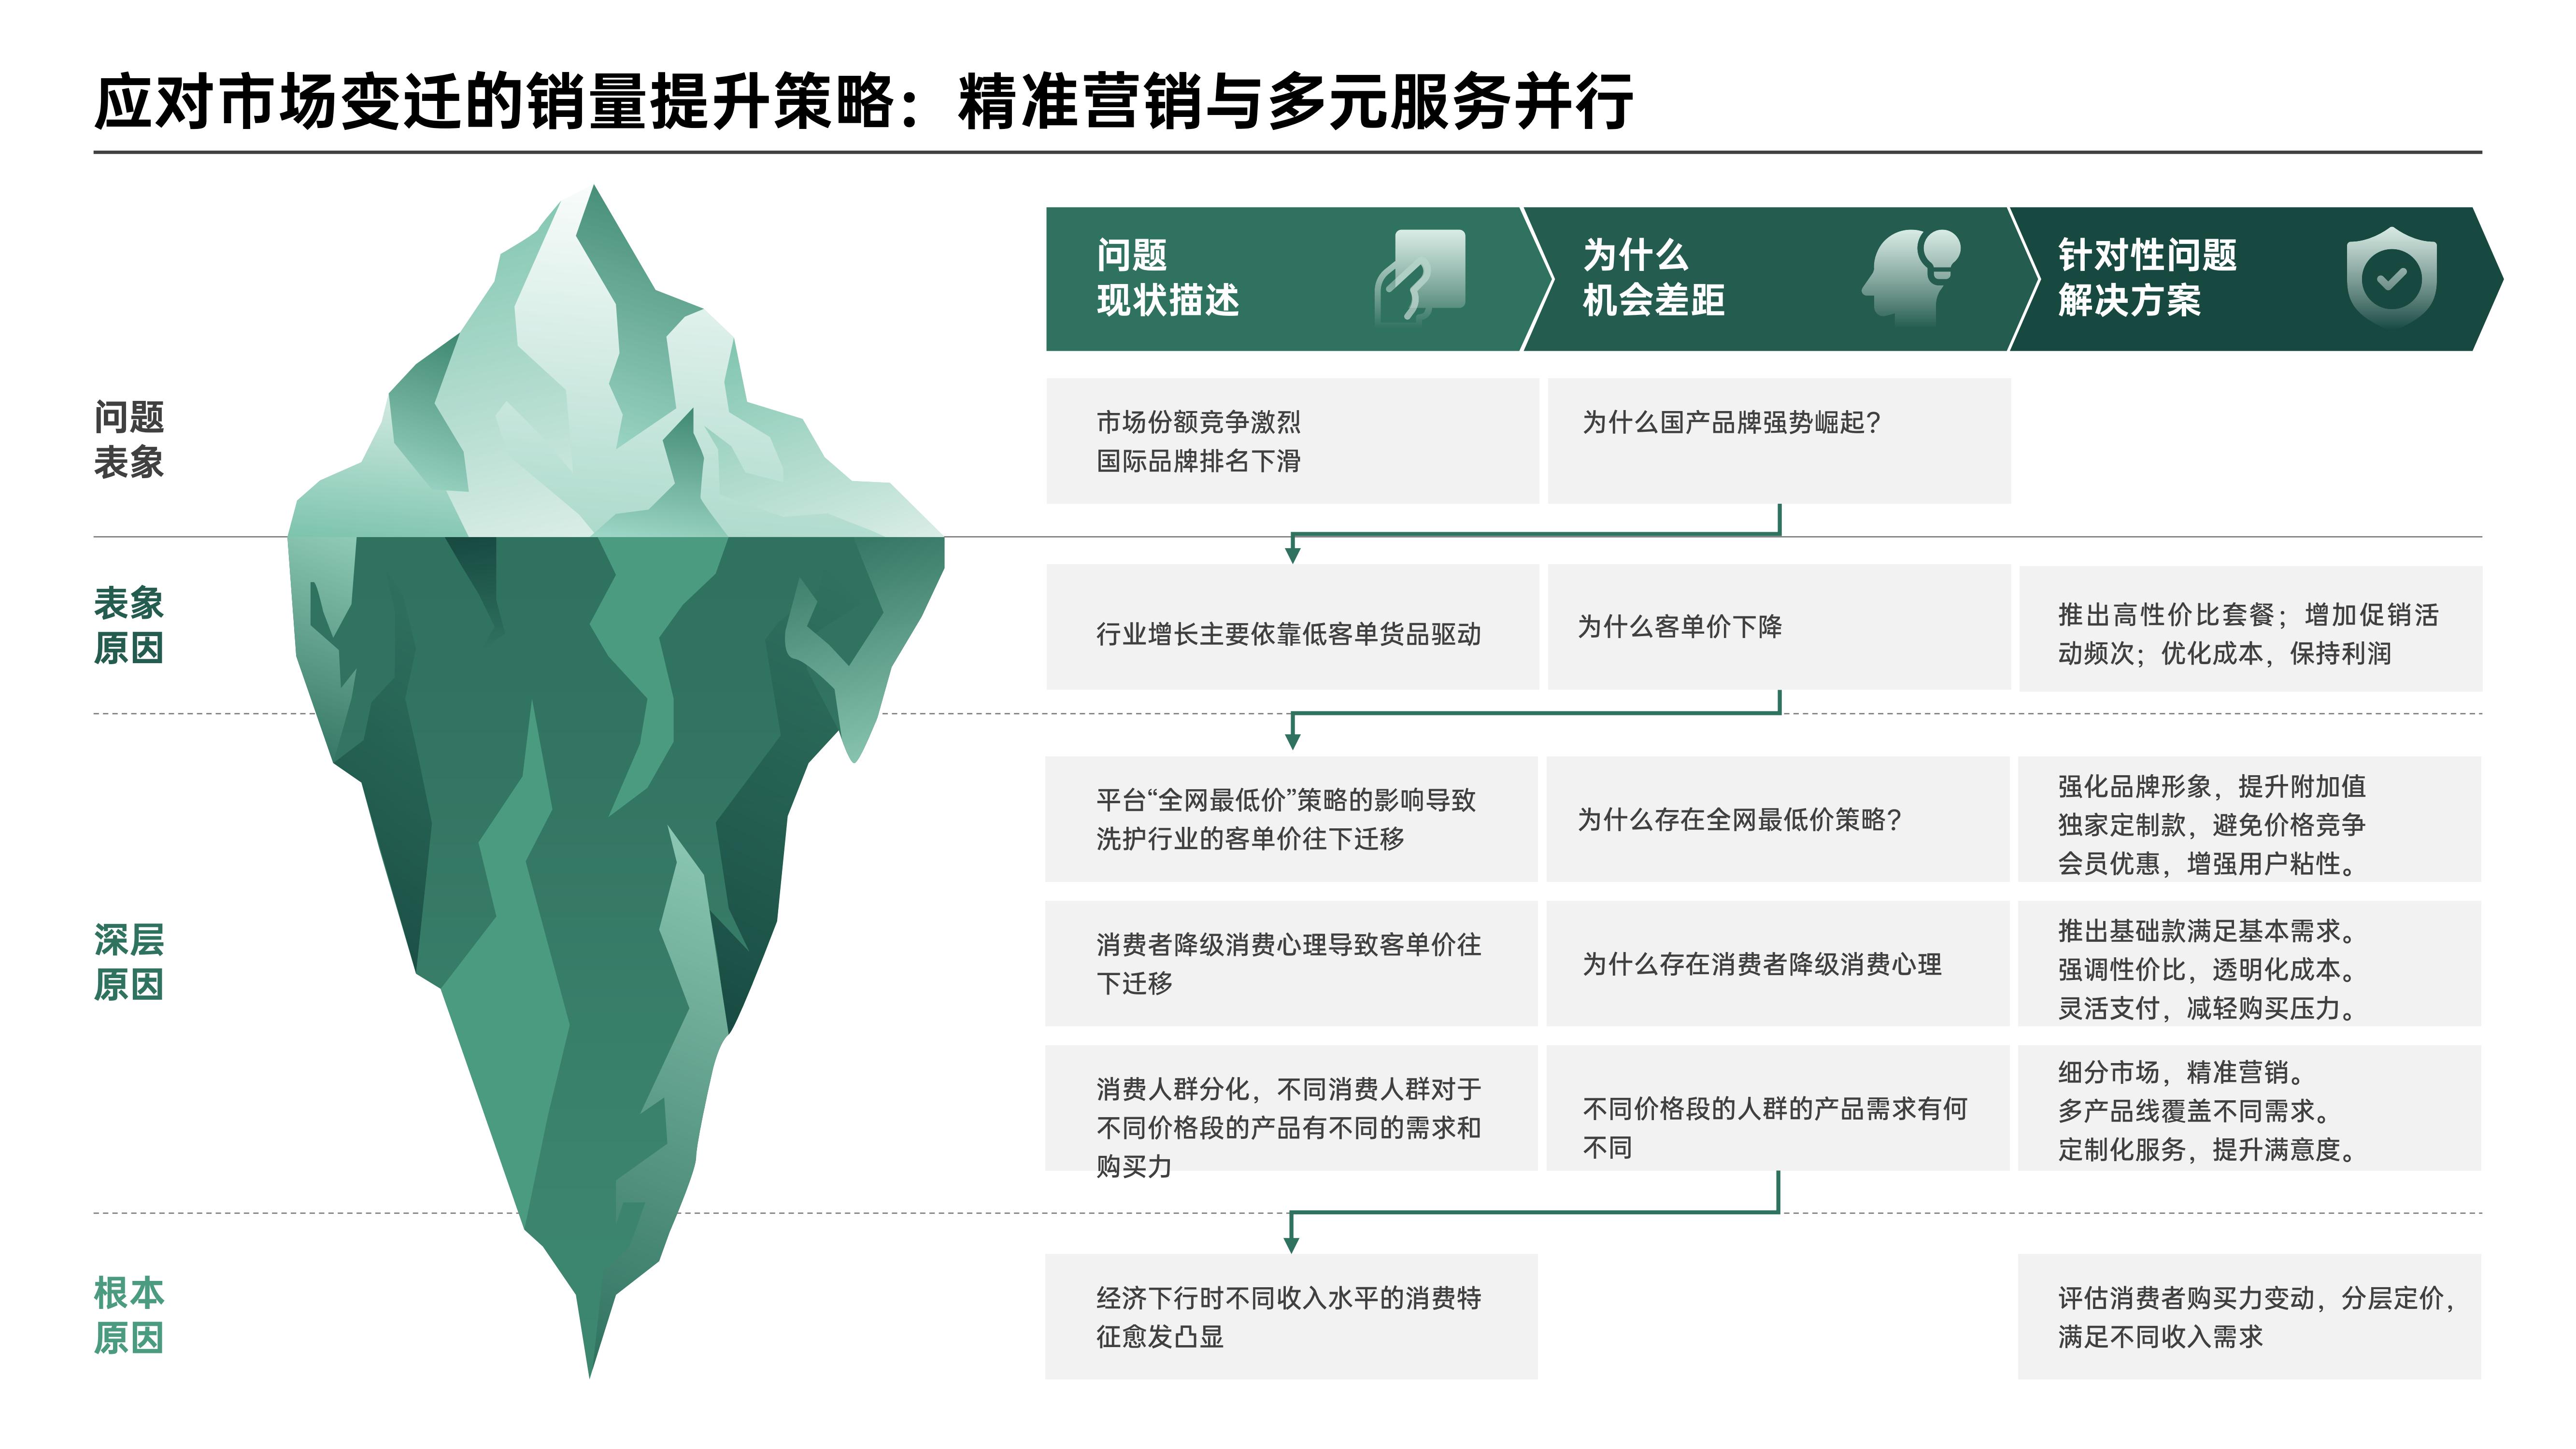 应对市场变迁的销量提升策略：精准营销与多元服务并行
问题
现状描述
为什么
机会差距
针对性问题
解决方案
问题
表象
市场份额竞争激烈
国际品牌排名下滑
为什么国产品牌强势崛起？
表象
原因
行业增长主要依靠低客单货品驱动
为什么客单价下降
推出高性价比套餐；增加促销活
动频次；优化成本，保持利润
深层
原因
平台“全网最低价”策略的影响导致
洗护行业的客单价往下迁移
为什么存在全网最低价策略？
强化品牌形象，提升附加值
独家定制款，避免价格竞争
会员优惠，增强用户粘性。
消费者降级消费心理导致客单价往
下迁移
为什么存在消费者降级消费心理
推出基础款满足基本需求。
强调性价比，透明化成本。
灵活支付，减轻购买压力。
消费人群分化，不同消费人群对于
不同价格段的产品有不同的需求和
购买力
不同价格段的人群的产品需求有何
不同
细分市场，精准营销。
多产品线覆盖不同需求。
定制化服务，提升满意度。
根本
原因
经济下行时不同收入水平的消费特
征愈发凸显
评估消费者购买力变动，分层定价，
满足不同收入需求